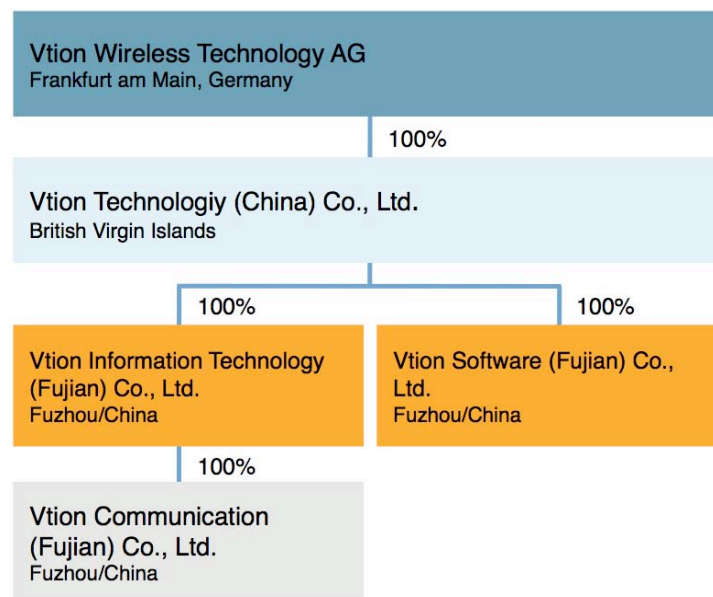 Vtion Wireless Technology AG
Frankfurt am Main, Germany
100%
Vtion Technologiy (China) Co., Ltd.
British Virgin Islands
100%
100%
Vtion Information Technology
(Fujian) Co., Ltd.
Fuzhou/China
Vtion Software (Fujian) Co.,
Ltd.
Fuzhou/China
100%
Vtion Communication
(Fujian) Co., Ltd.
Fuzhou/China